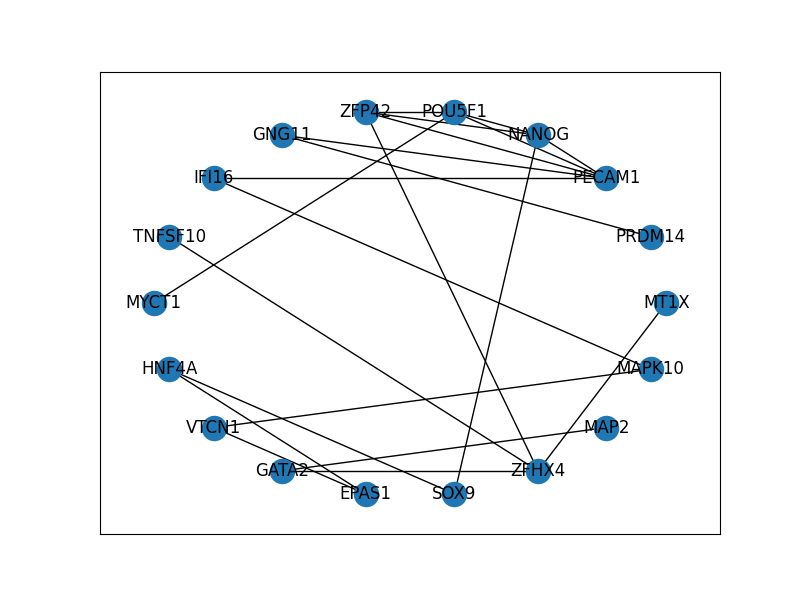 ZFP42 POU5F1
GNG11 NANOG
IFI16 PECAM1
TNFSF10 PRDM14
MYCT1 MT1X
HNF4A MAPK10
VTCN1 MAP2
GATA2 ZFHX4
EPAS1 SOX9